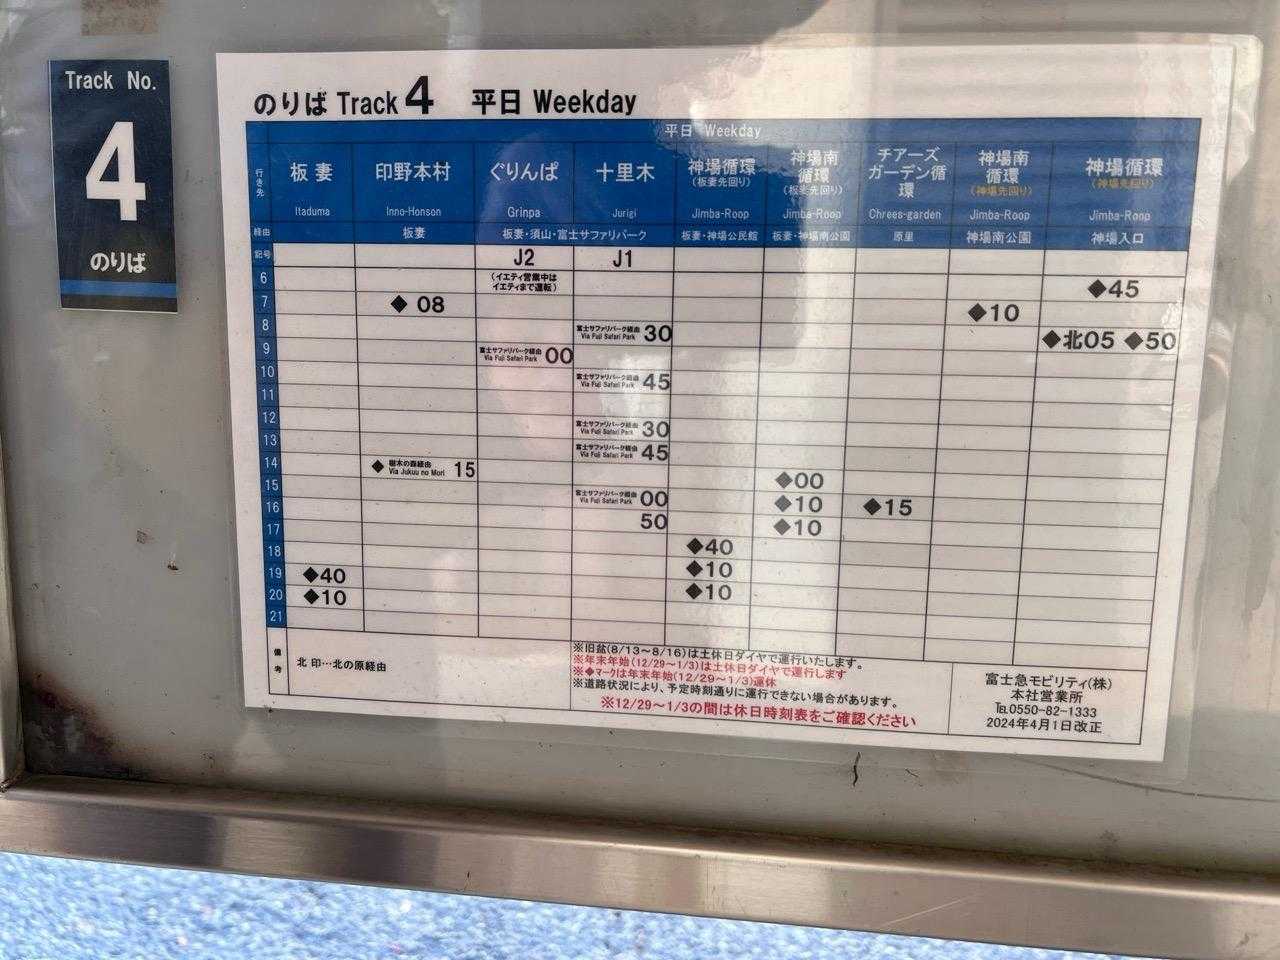 Track No.
4
のりば
のりば Track 4 平日 Weekday
平日 Weekday
行き先 板妻 印野本村 ぐりんぱ 十里木 神場循環 (板妻先回り) 神場南循環 (板妻先回り) チアーズガーデン循環 神場南循環 (神場先回り) 神場循環 (神場先回り)
Itaduma Inno-Honson Grinpa Jurigi Jimba-Roop Jimba-Roop Chrees-garden Jimba-Roop Jimba-Roop
経由 板妻 板妻・須山・富士サファリパーク 板妻・神場公民館 板妻・神場南公園 原里 神場南公園 神場入口
記号 J2 J1
6 (イエティ営業中はイエティまで運転) ◆45
7 ◆ 08 ◆10
8 富士サファリパーク経由 Via Fuji Safari Park 30 ◆北05 ◆50
9 富士サファリパーク経由 Via Fuji Safari Park 00
10 富士サファリパーク経由 Via Fuji Safari Park 45
11
12 富士サファリパーク経由 Via Fuji Safari Park 30
13 富士サファリパーク経由 Via Fuji Safari Park 45
14 ◆ 樹木の森経由 Via Jukuu no Mori 15
15 富士サファリパーク経由 Via Fuji Safari Park 00 ◆00
16 50 ◆10 ◆15
17 ◆10
18 ◆40
19 ◆40 ◆10
20 ◆10 ◆10
21
備考 北 印…北の原経由
※旧盆(8/13～8/16)は土休日ダイヤで運行いたします。
※年末年始(12/29～1/3)は土休日ダイヤで運行します
※◆マークは年末年始(12/29～1/3)運休
※道路状況により、予定時刻通りに運行できない場合があります。
※12/29～1/3の間は休日時刻表をご確認ください
富士急モビリティ(株)
本社営業所
℡0550-82-1333
2024年4月1日改正